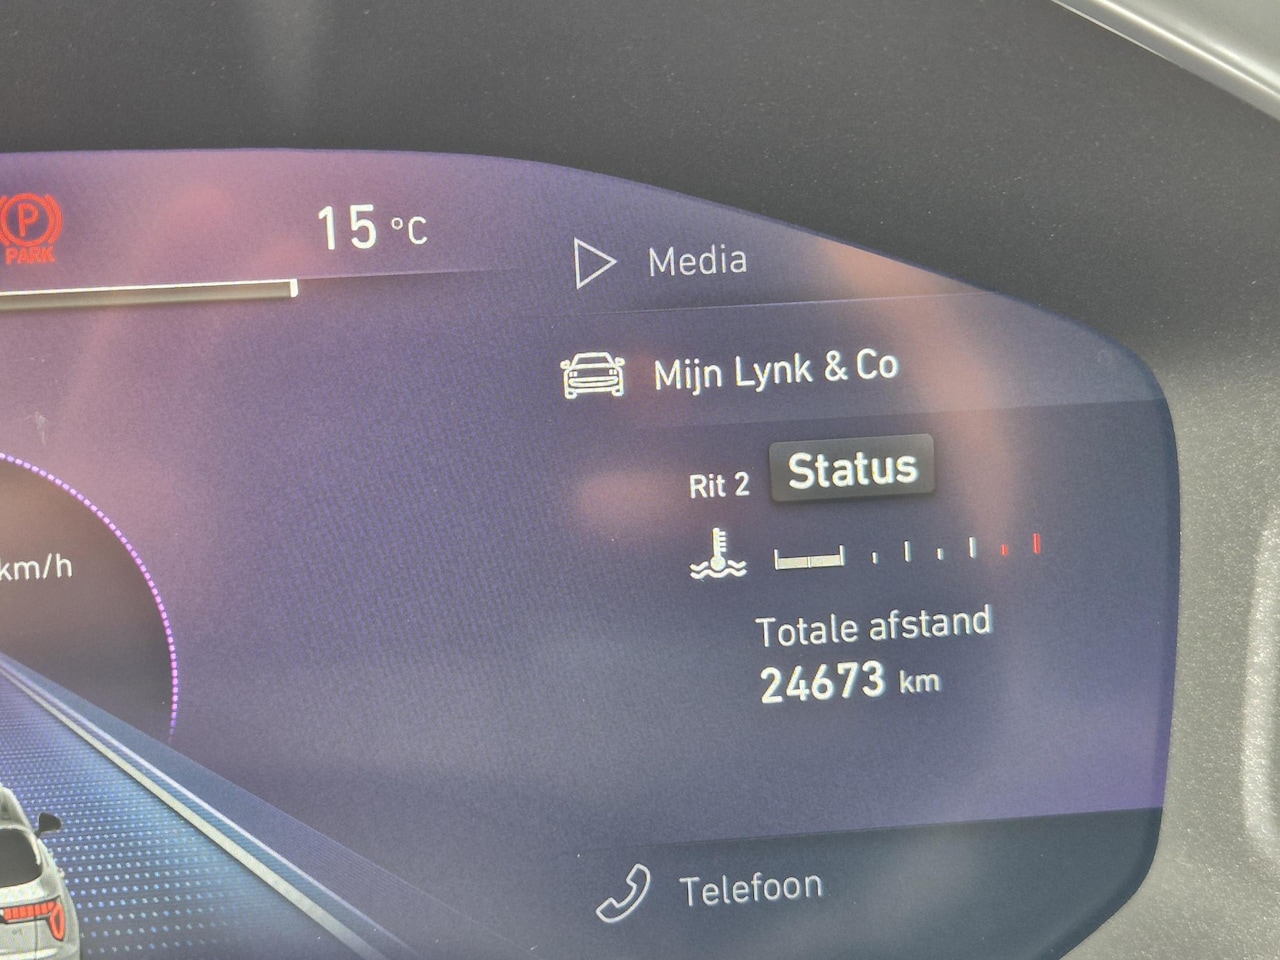 P
PARK
15 °C
Media
Mijn Lynk & Co
Rit 2 Status
km/h
Totale afstand
24673 km
Telefoon